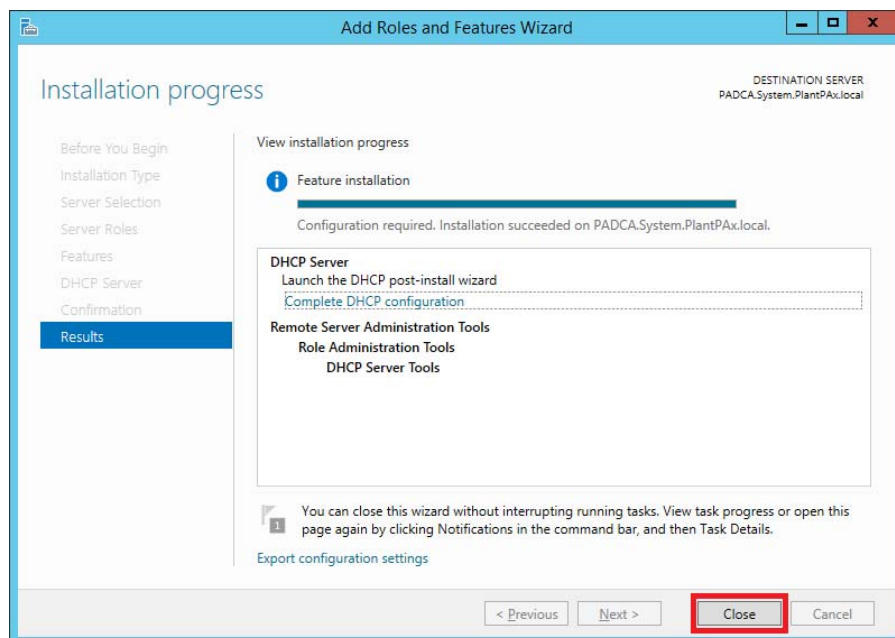 Add Roles and Features Wizard
Installation progress
DESTINATION SERVER
PADCA.System.PlantPAx.local
Before You Begin
Installation Type
Server Selection
Server Roles
Features
DHCP Server
Confirmation
Results
View installation progress
Feature installation
Configuration required. Installation succeeded on PADCA.System.PlantPAx.local.
DHCP Server
Launch the DHCP post-install wizard
Complete DHCP configuration
Remote Server Administration Tools
Role Administration Tools
DHCP Server Tools
1
You can close this wizard without interrupting running tasks. View task progress or open this
page again by clicking Notifications in the command bar, and then Task Details.
Export configuration settings
< Previous
Next >
Close
Cancel